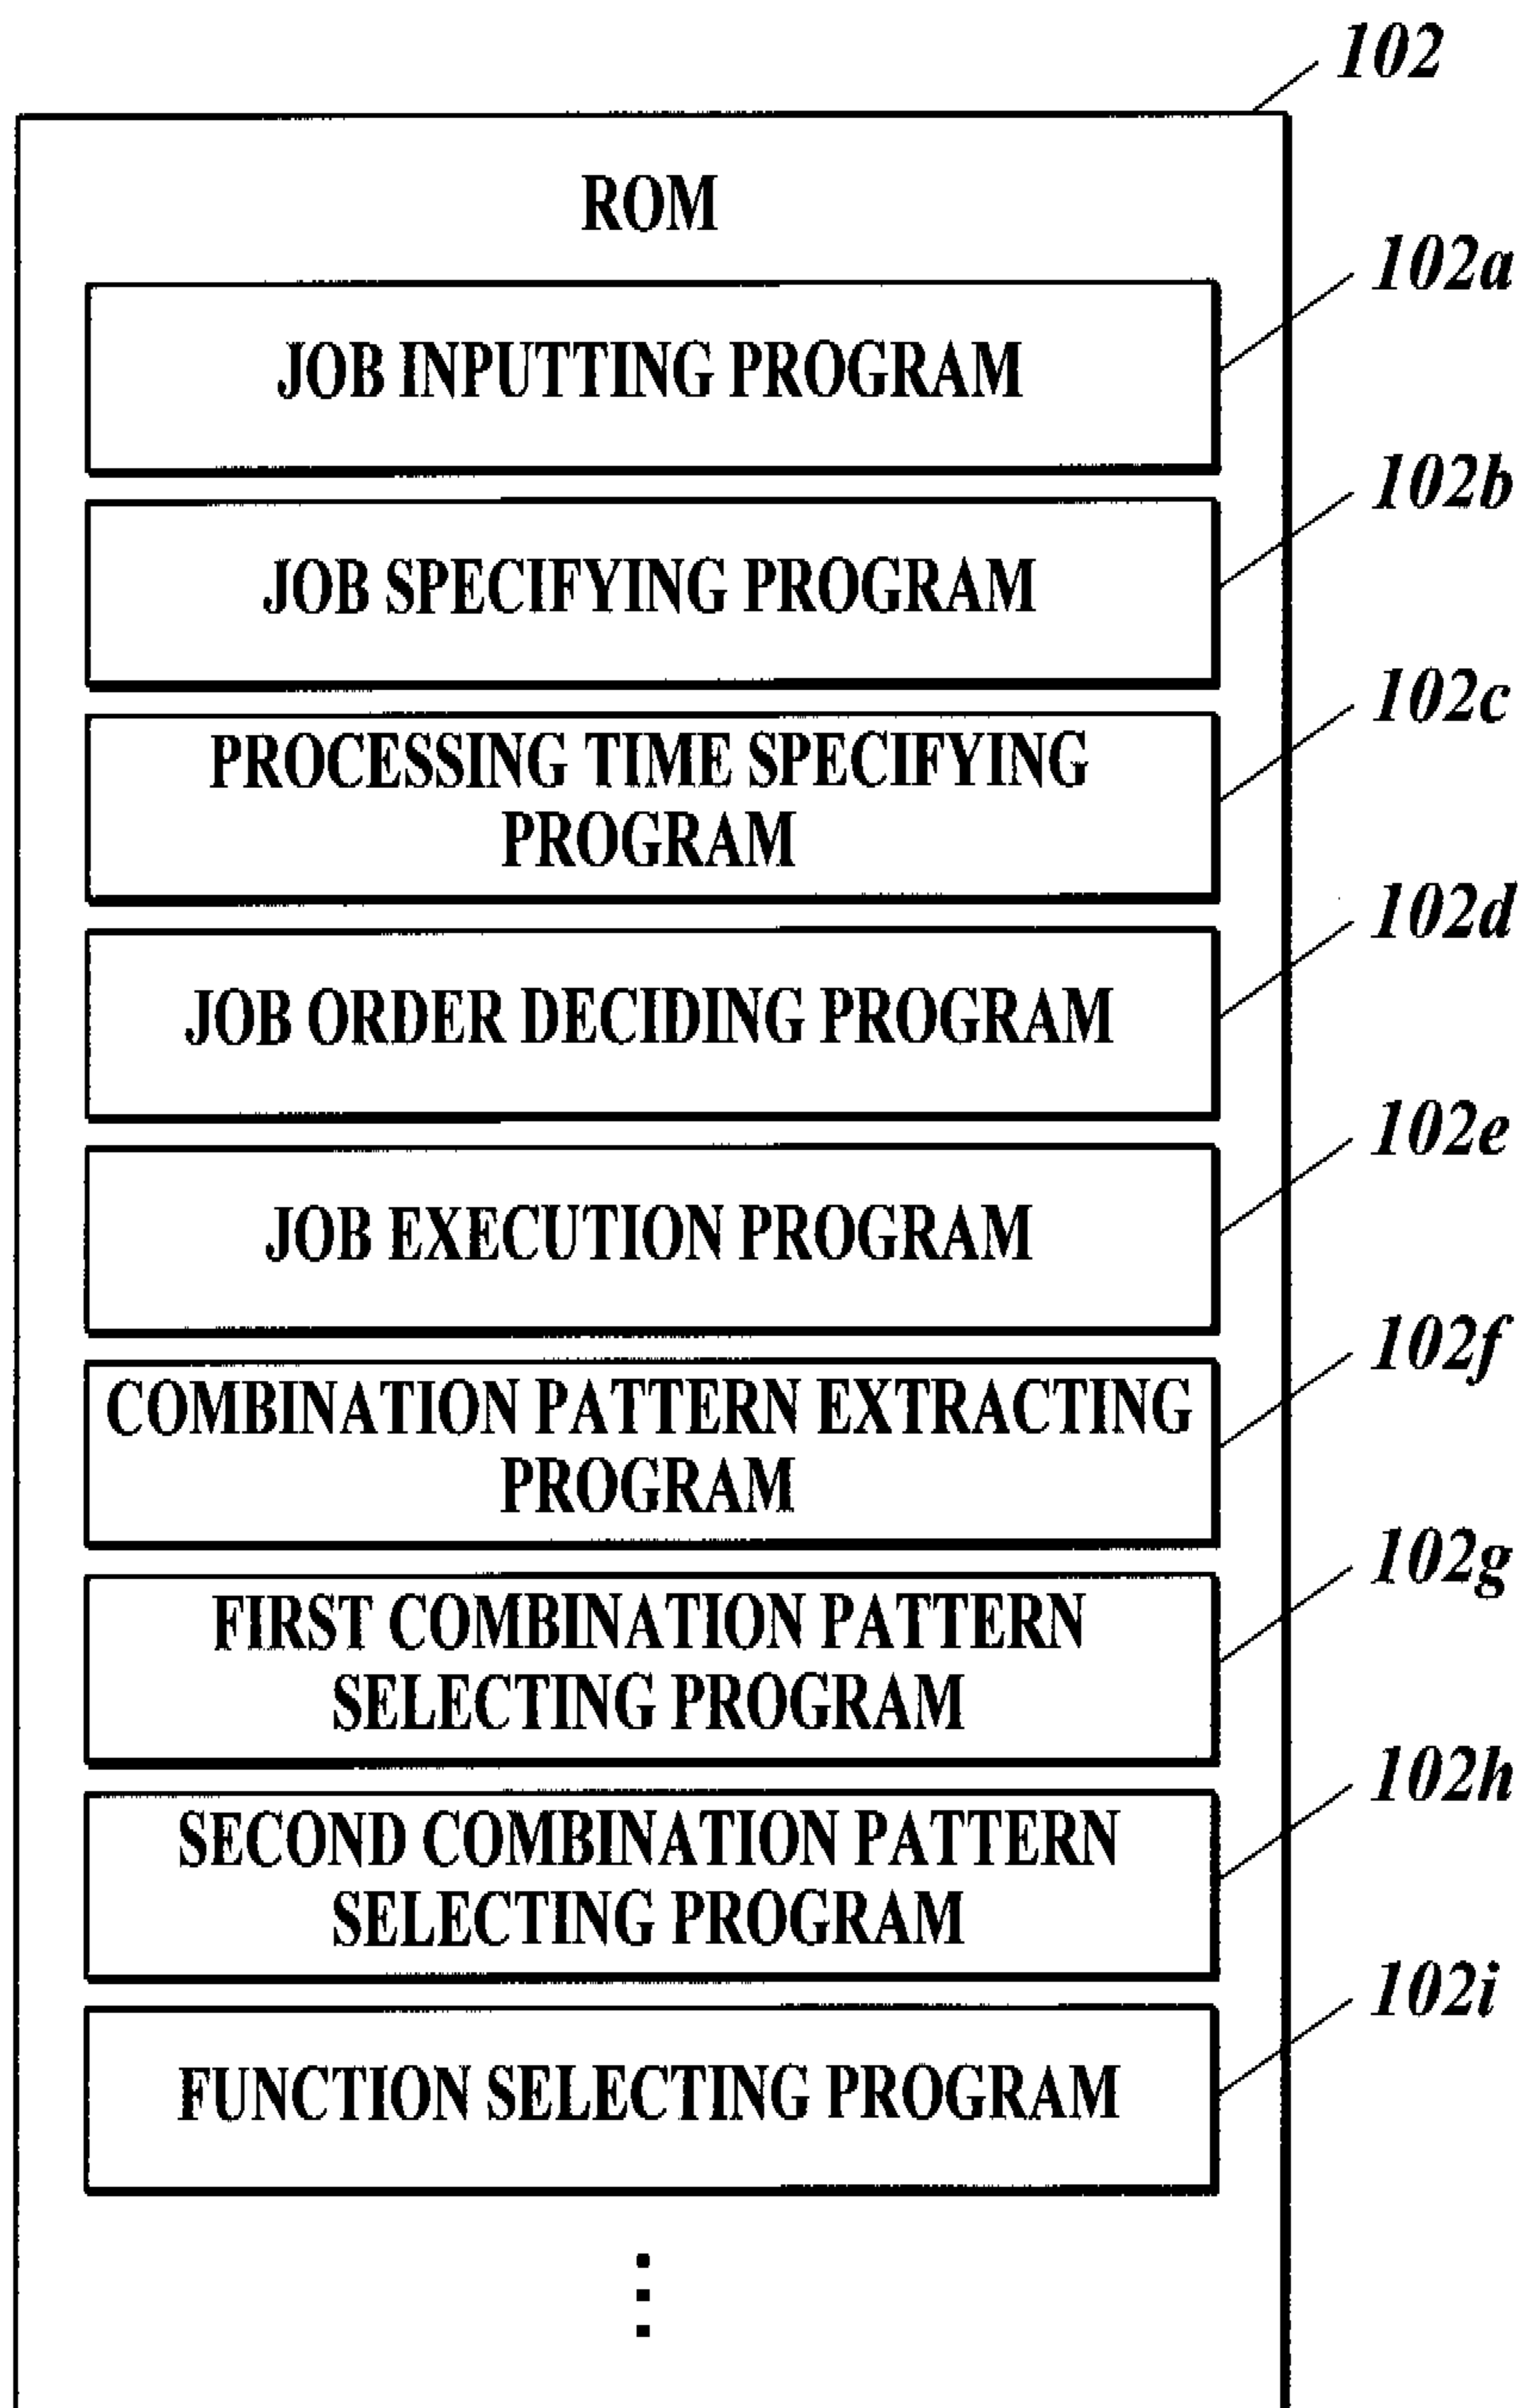 102
ROM
102a
JOB INPUTTING PROGRAM
102b
JOB SPECIFYING PROGRAM
102c
PROCESSING TIME SPECIFYING
PROGRAM
102d
JOB ORDER DECIDING PROGRAM
102e
JOB EXECUTION PROGRAM
102f
COMBINATION PATTERN EXTRACTING
PROGRAM
102g
FIRST COMBINATION PATTERN
SELECTING PROGRAM
102h
SECOND COMBINATION PATTERN
SELECTING PROGRAM
102i
FUNCTION SELECTING PROGRAM